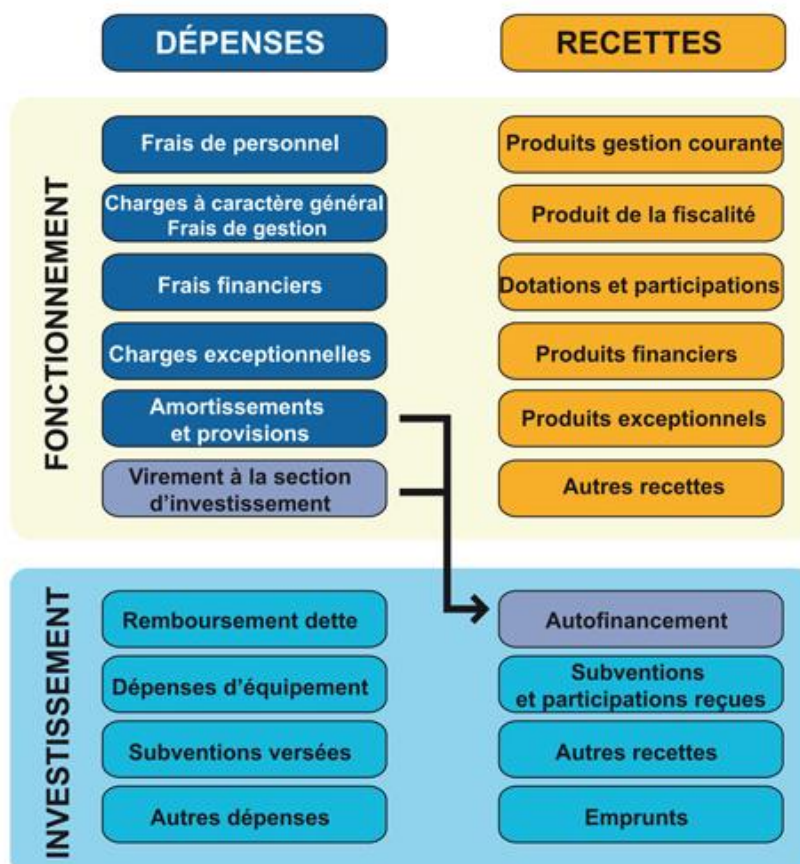 DÉPENSES
RECETTES
FONCTIONNEMENT
Frais de personnel
Produits gestion courante
Charges à caractère général
Frais de gestion
Produit de la fiscalité
Frais financiers
Dotations et participations
Charges exceptionnelles
Produits financiers
Amortissements
et provisions
Produits exceptionnels
Virement à la section
d'investissement
Autres recettes
INVESTISSEMENT
Remboursement dette
Autofinancement
Dépenses d'équipement
Subventions
et participations reçues
Subventions versées
Autres recettes
Autres dépenses
Emprunts